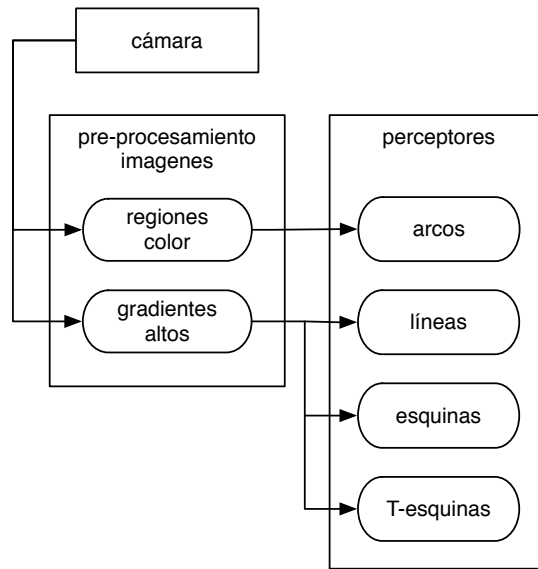 cámara
pre-procesamiento
imagenes
perceptores
regiones
color
arcos
gradientes
altos
líneas
esquinas
T-esquinas